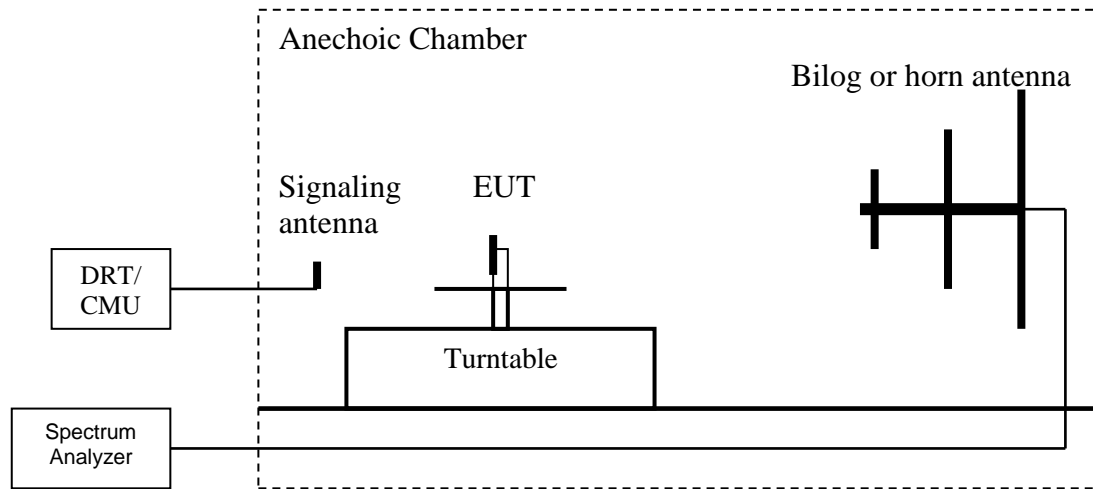 Anechoic Chamber
Bilog or horn antenna
Signaling
antenna
EUT
DRT/
CMU
Turntable
Spectrum
Analyzer